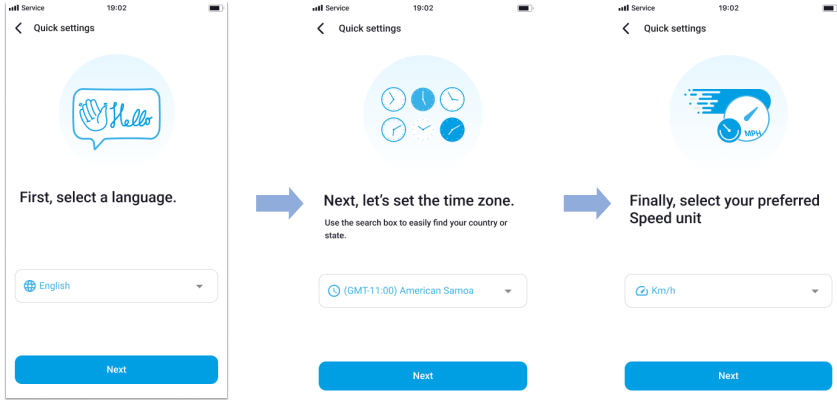 Service 19:02
Quick settings
Hello
First, select a language.
English
Next
Service 19:02
Quick settings
Next, let's set the time zone.
Use the search box to easily find your country or
state.
(GMT-11:00) American Samoa
Next
Service 19:02
Quick settings
MPH
Finally, select your preferred
Speed unit
Km/h
Next